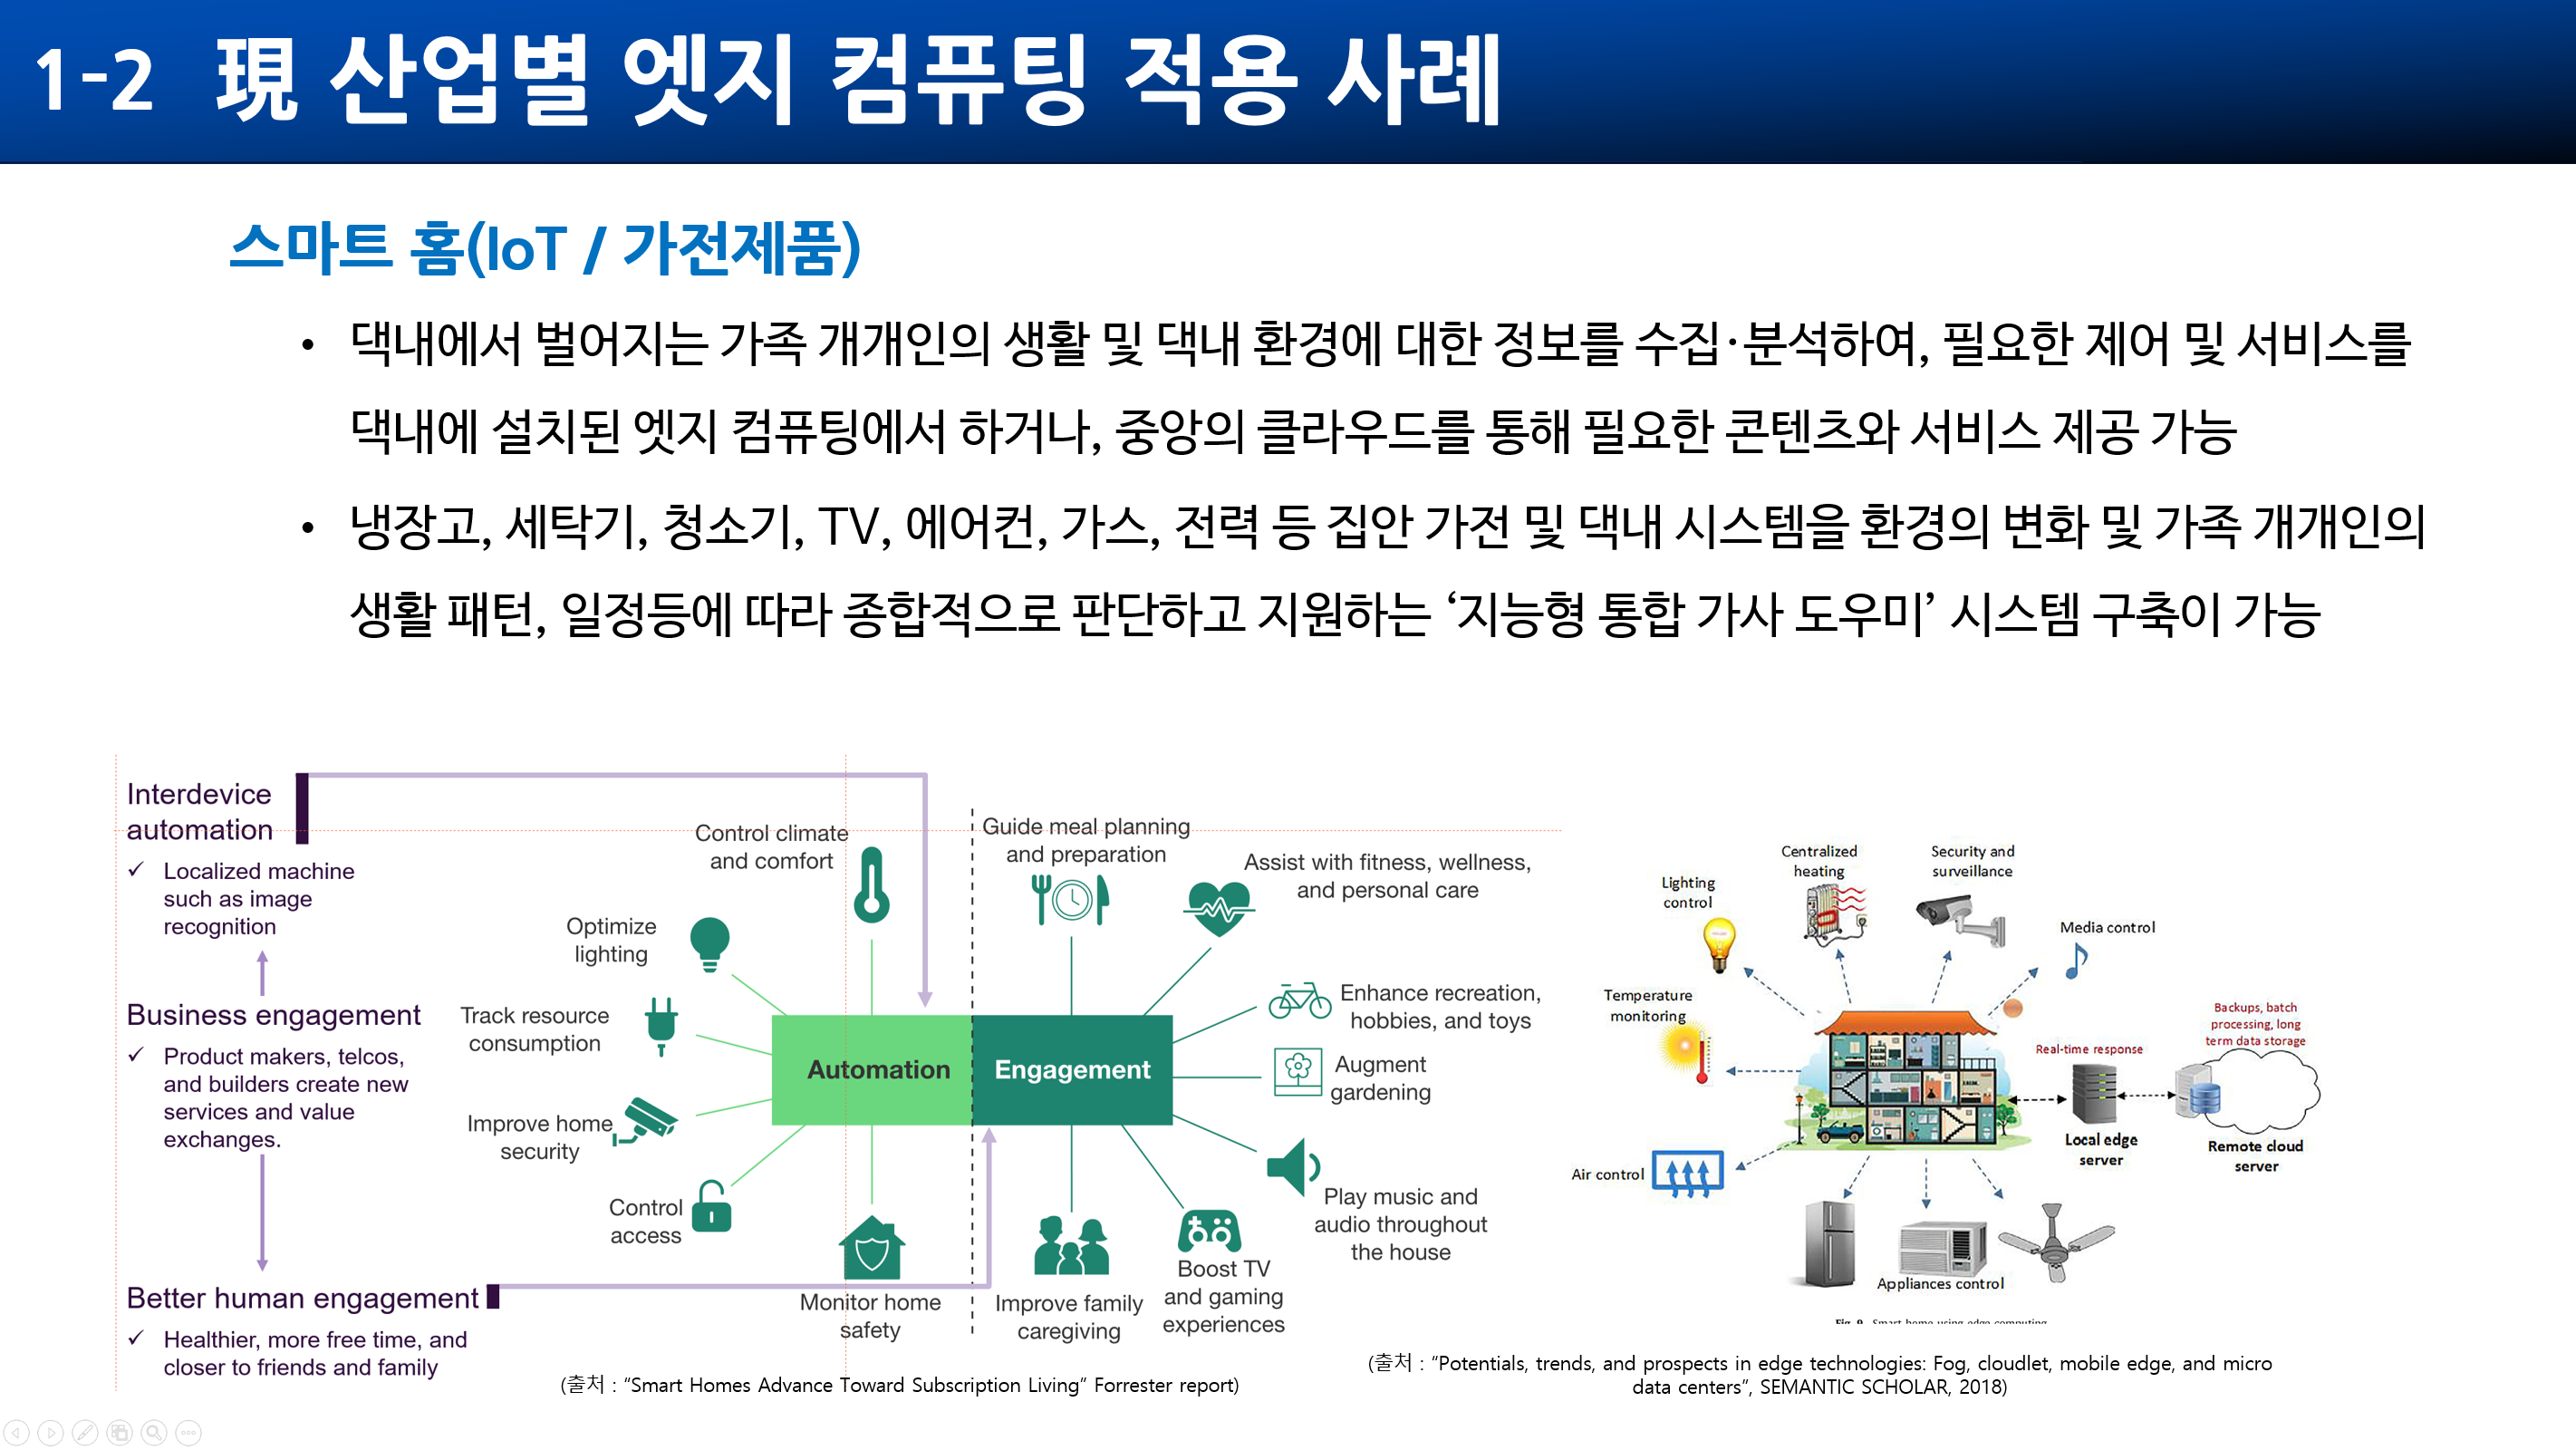 1-2 現 산업별 엣지 컴퓨팅 적용 사례
스마트 홈(IoT / 가전제품)
• 댁내에서 벌어지는 가족 개개인의 생활 및 댁내 환경에 대한 정보를 수집·분석하여, 필요한 제어 및 서비스를
댁내에 설치된 엣지 컴퓨팅에서 하거나, 중앙의 클라우드를 통해 필요한 콘텐츠와 서비스 제공 가능
• 냉장고, 세탁기, 청소기, TV, 에어컨, 가스, 전력 등 집안 가전 및 댁내 시스템을 환경의 변화 및 가족 개개인의
생활 패턴, 일정등에 따라 종합적으로 판단하고 지원하는 ‘지능형 통합 가사 도우미’ 시스템 구축이 가능
Interdevice
automation
✓ Localized machine
such as image
recognition
Business engagement
✓ Product makers, telcos,
and builders create new
services and value
exchanges.
Better human engagement
✓ Healthier, more free time, and
closer to friends and family
Control climate
and comfort
Optimize
lighting
Track resource
consumption
Improve home
security
Control
access
Monitor home
safety
Automation
Engagement
Guide meal planning
and preparation
Assist with fitness, wellness,
and personal care
Enhance recreation,
hobbies, and toys
Augment
gardening
Play music and
audio throughout
the house
Boost TV
and gaming
experiences
Improve family
caregiving
(출처 : “Smart Homes Advance Toward Subscription Living” Forrester report)
Centralized
heating
Security and
surveillance
Lighting
control
Media control
Temperature
monitoring
Backups, batch
processing, long
term data storage
Real-time response
Local edge
server
Remote cloud
server
Air control
Appliances control
Fig. 9 Smart home using edge computing
(출처 : “Potentials, trends, and prospects in edge technologies: Fog, cloudlet, mobile edge, and micro
data centers”, SEMANTIC SCHOLAR, 2018)